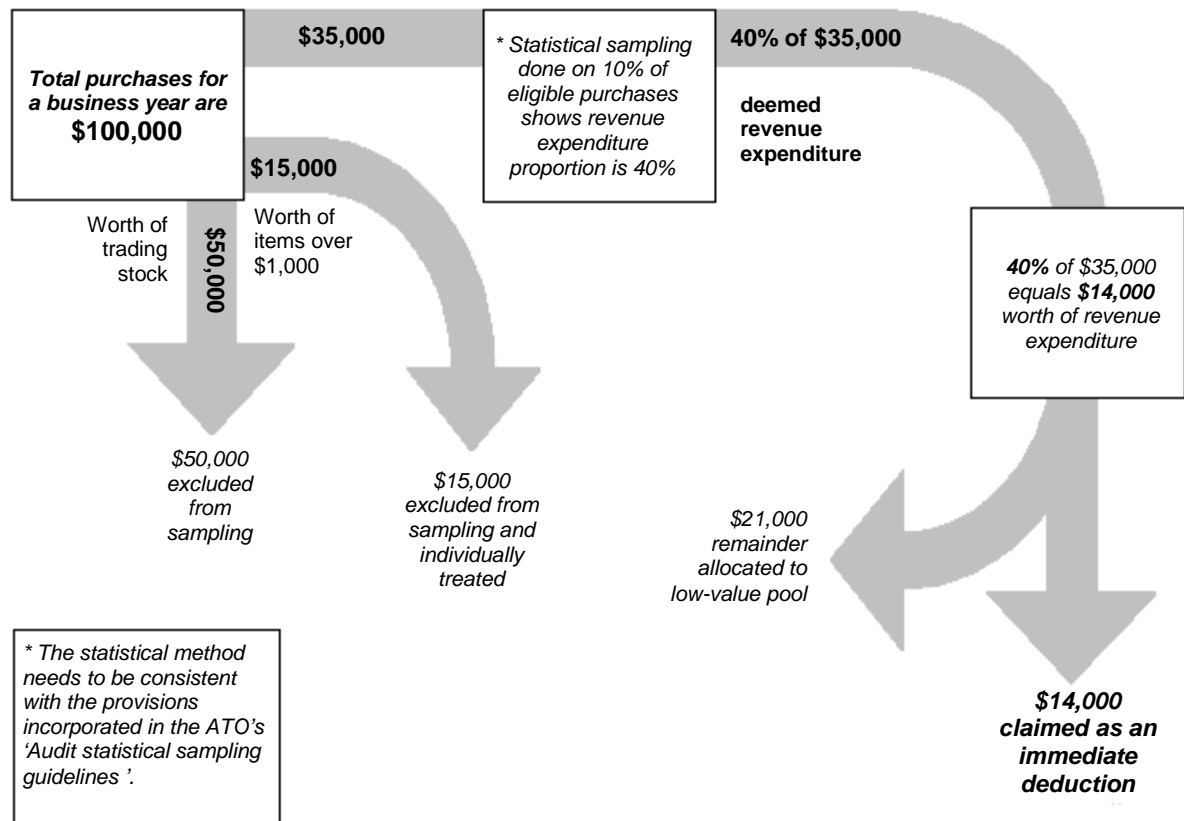 Total purchases for
a business year are
$100,000
$35,000
* Statistical sampling
done on 10% of
eligible purchases
shows revenue
expenditure
proportion is 40%
40% of $35,000
deemed
revenue
expenditure
$15,000
Worth of
items over
$1,000
Worth of
trading
stock
$50,000
40% of $35,000
equals $14,000
worth of revenue
expenditure
$50,000
excluded
from
sampling
$15,000
excluded from
sampling and
individually
treated
$21,000
remainder
allocated to
low-value pool
$14,000
claimed as an
immediate
deduction
* The statistical method
needs to be consistent
with the provisions
incorporated in the ATO’s
‘Audit statistical sampling
guidelines ’.